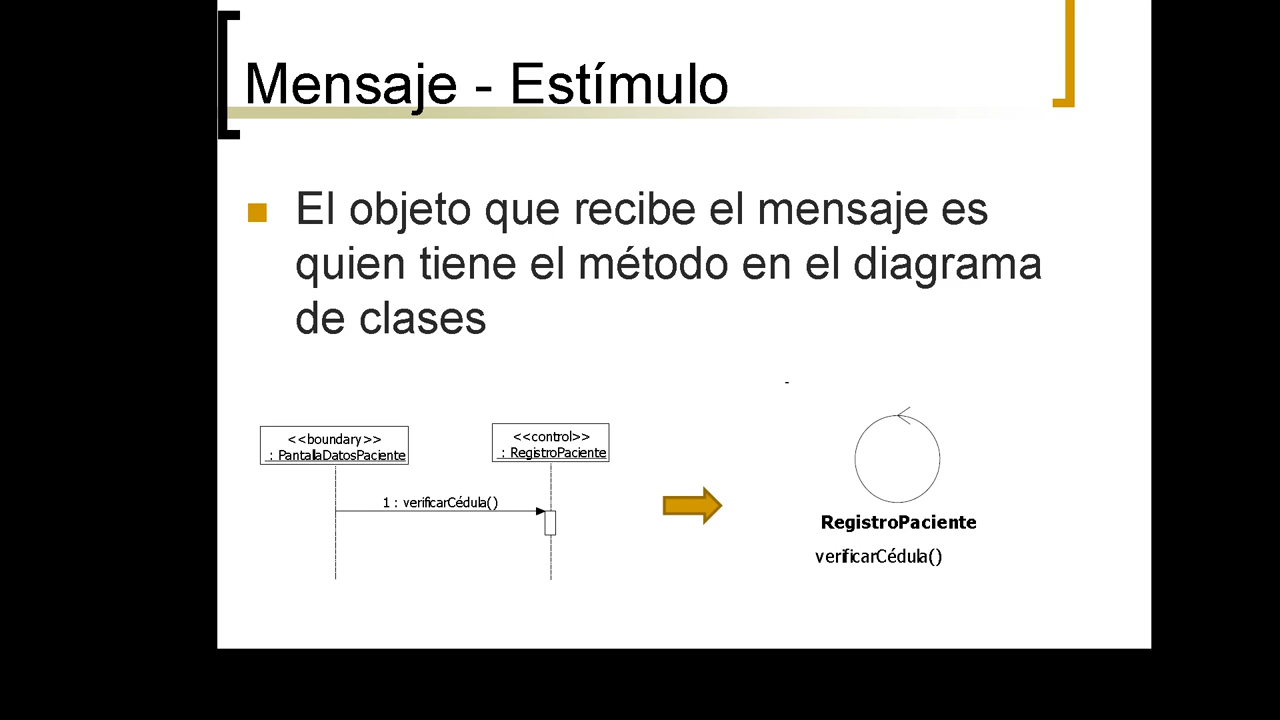 Mensaje - Estímulo
El objeto que recibe el mensaje es
quien tiene el método en el diagrama
de clases
-
<<boundary>>
: PantallaDatosPaciente
<<control>>
: RegistroPaciente
1 : verificarCédula()
RegistroPaciente
verificarCédula()